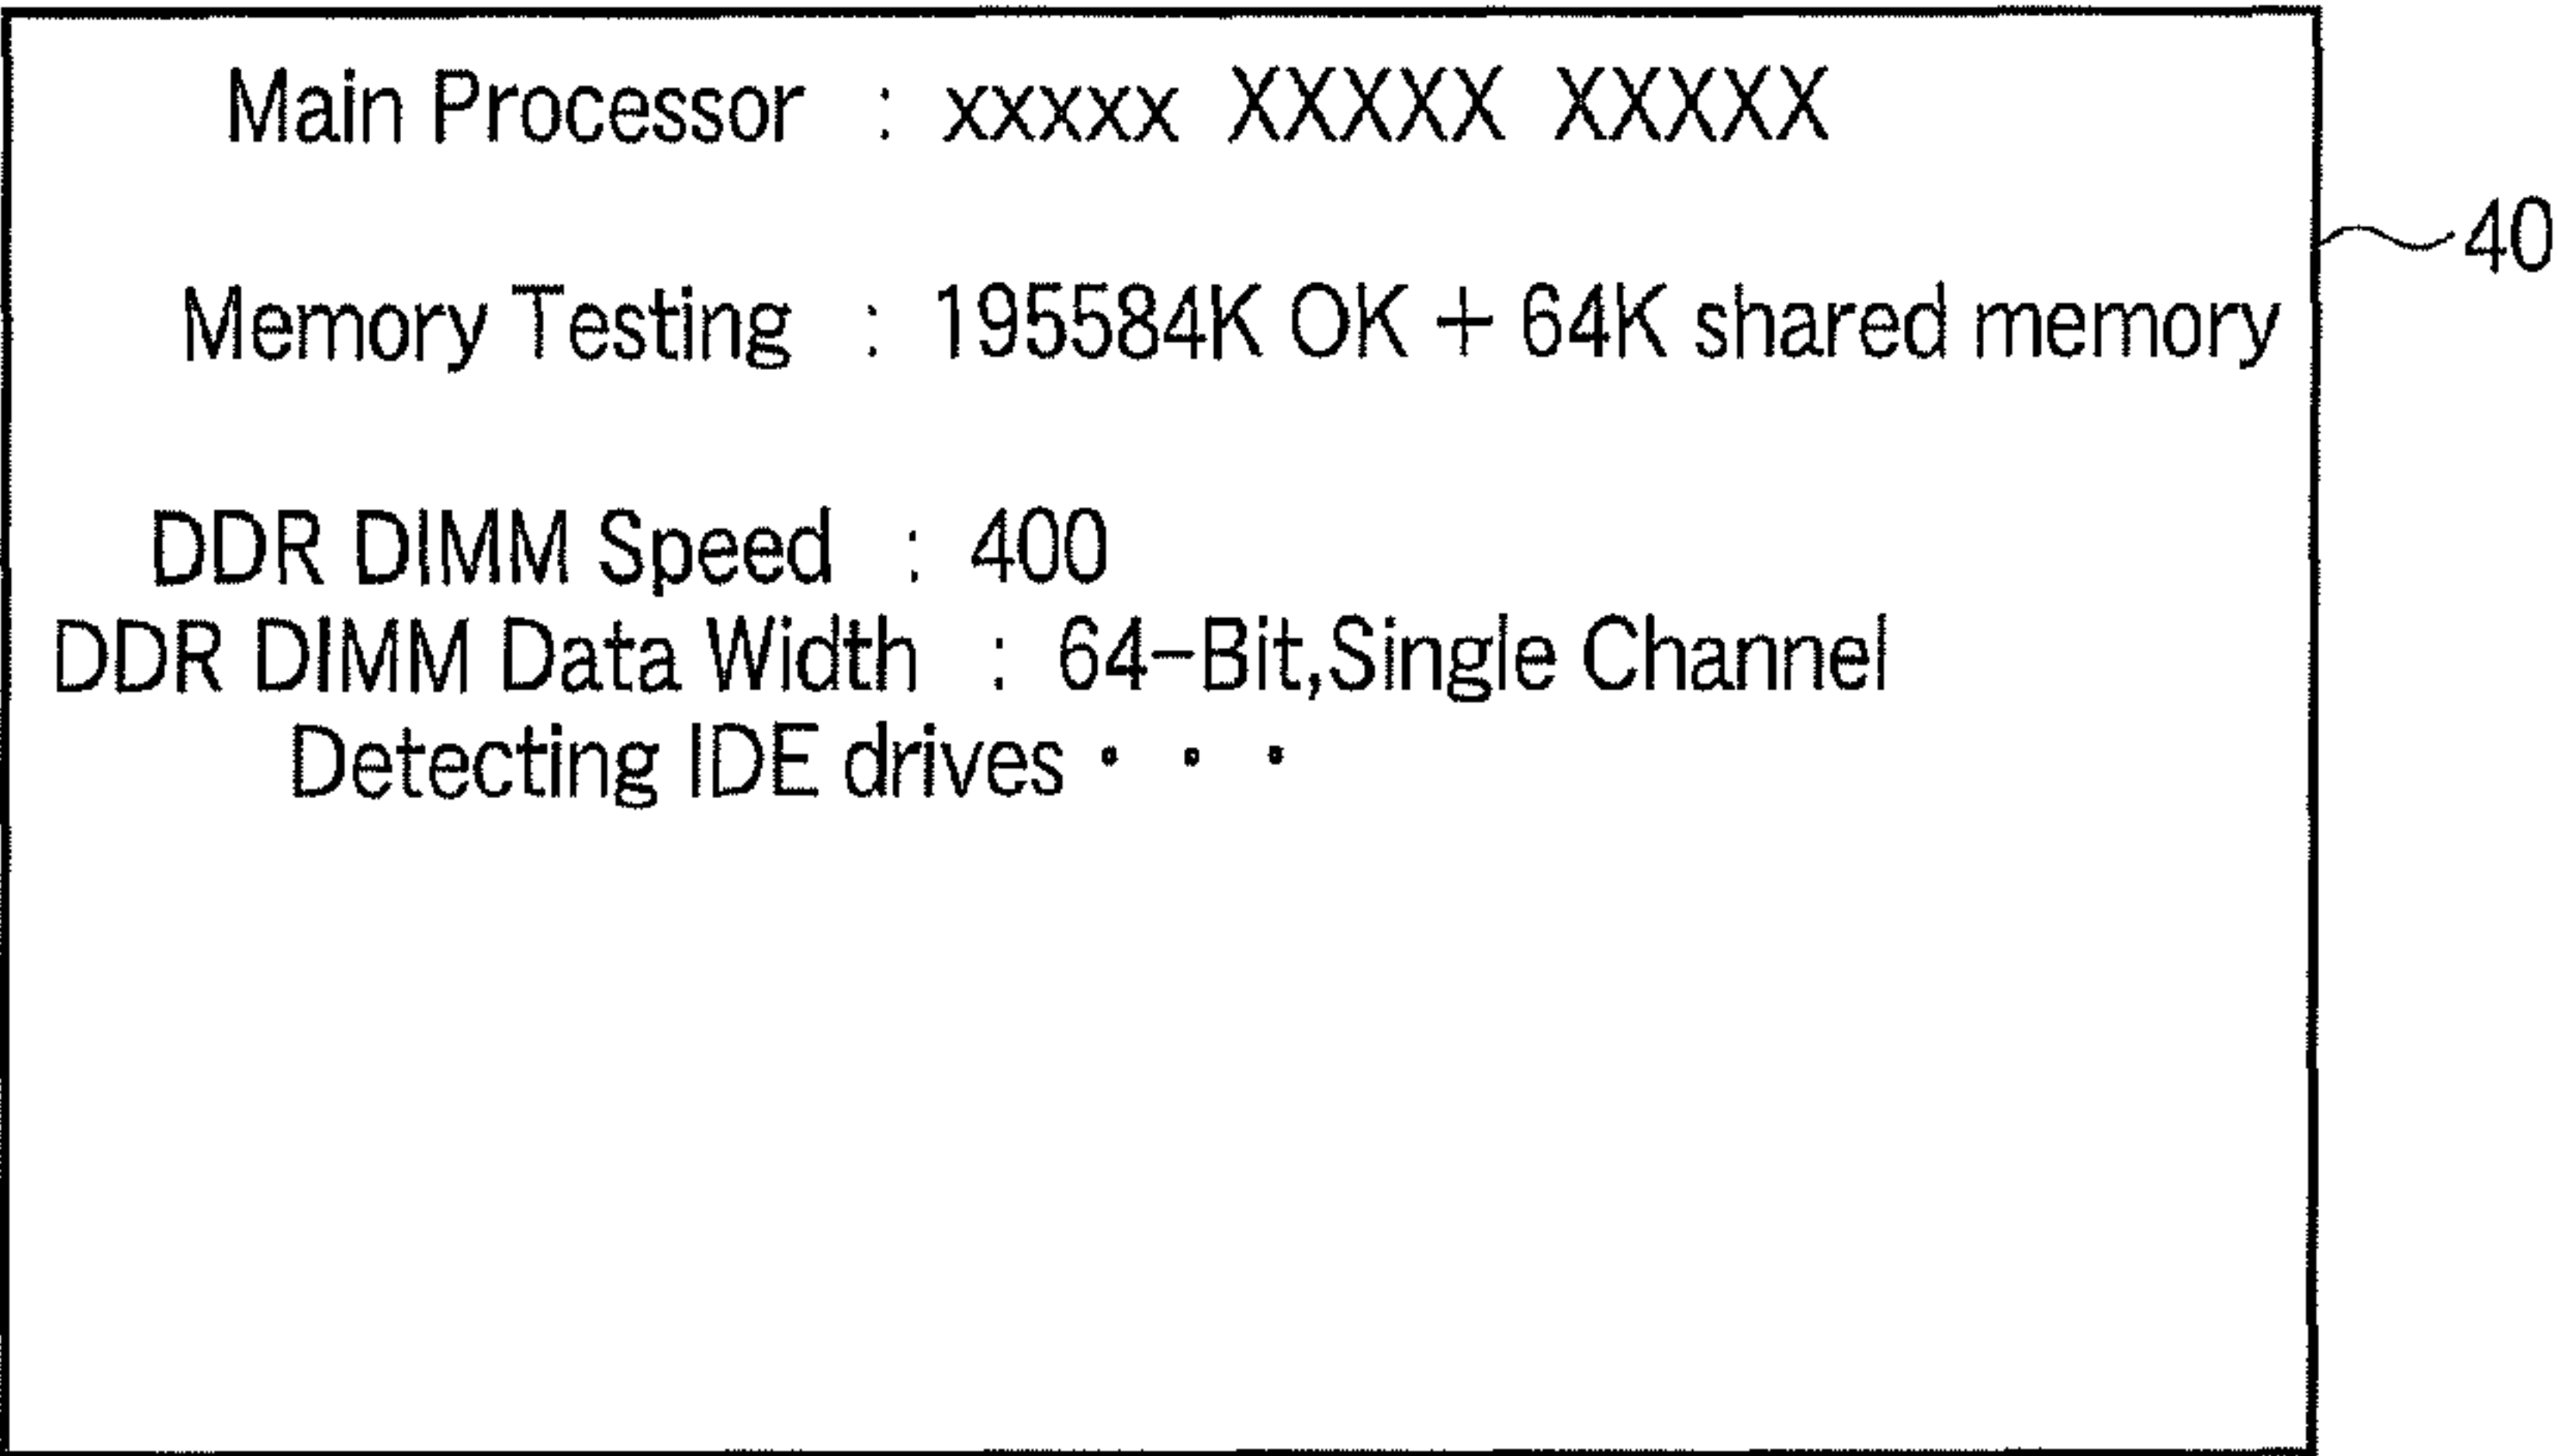 Main Processor : xxxxx XXXXX XXXXX
40
Memory Testing : 195584K OK + 64K shared memory
DDR DIMM Speed : 400
DDR DIMM Data Width : 64-Bit,Single Channel
Detecting IDE drives・・・